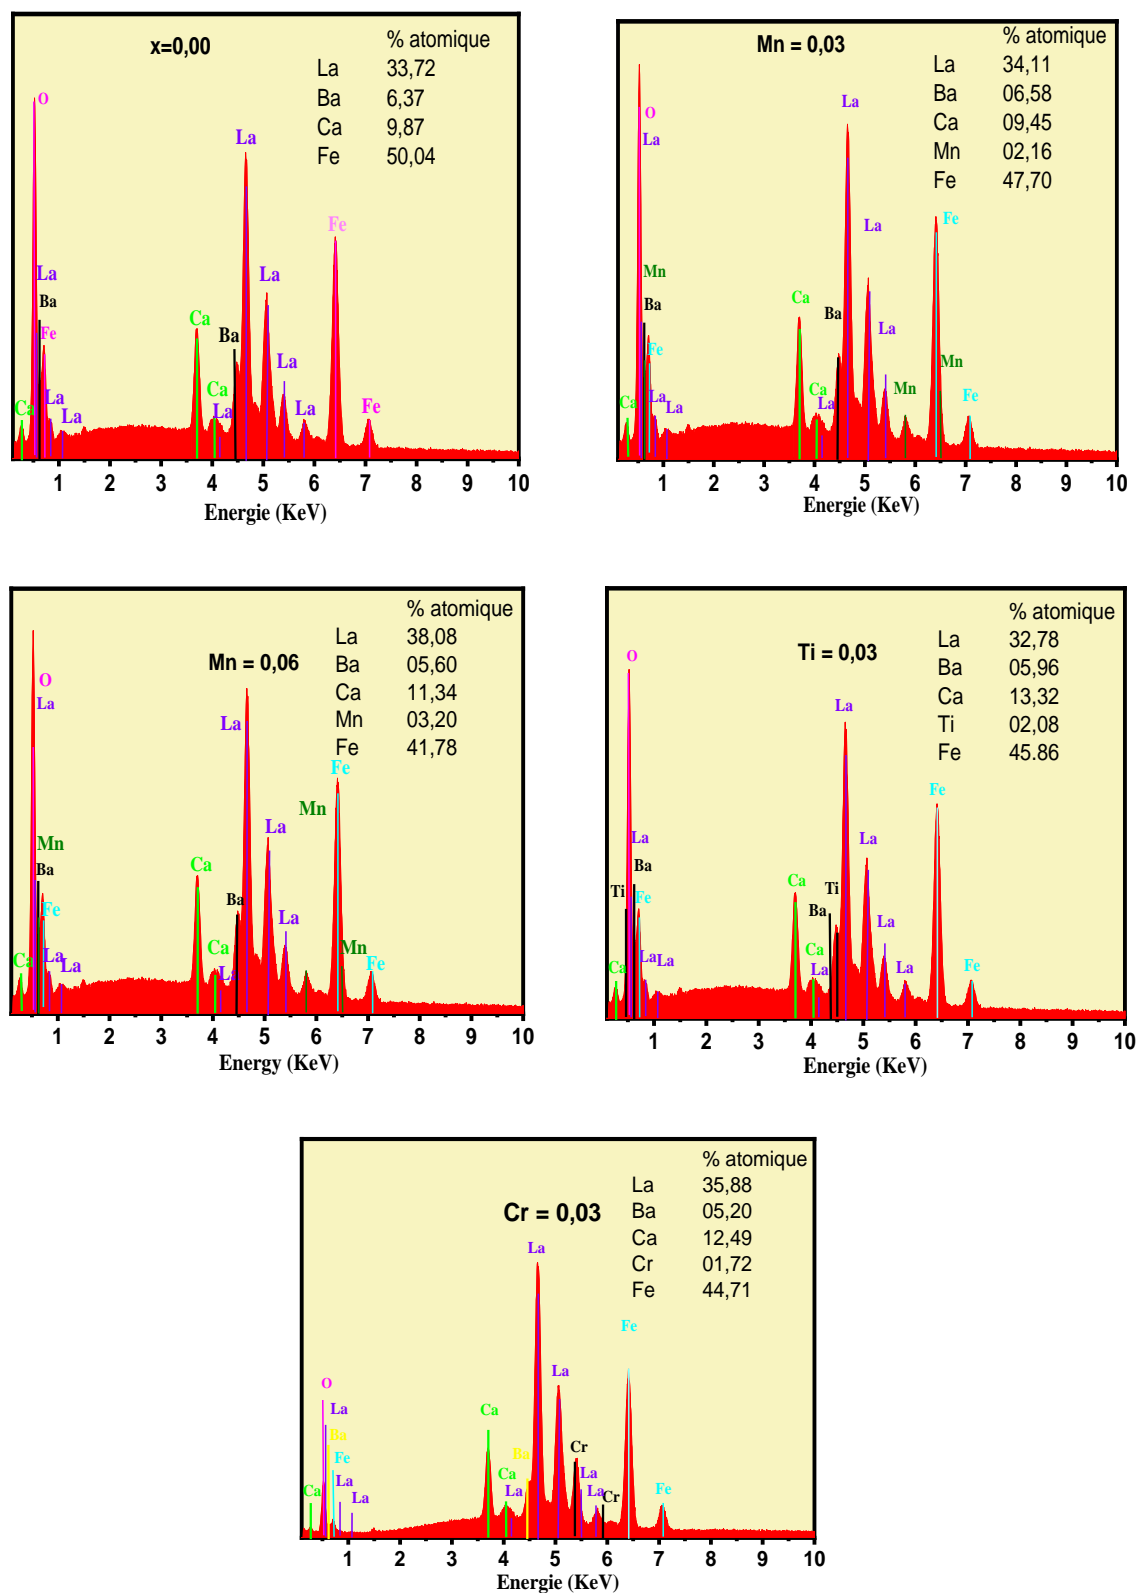 x=0,00
% atomique
La 33,72
Ba 6,37
Ca 9,87
Fe 50,04
O
La
Ba
Fe
Ca
La
La
Ca
Ca
La
Ba
La
La
La
La
Fe
Fe
1 2 3 4 5 6 7 8 9 10
Energie (KeV)
Mn = 0,03
% atomique
La 34,11
Ba 06,58
Ca 09,45
Mn 02,16
Fe 47,70
O
La
Mn
Ba
Fe
Ca
La
La
Ca
Ca
La
Ba
La
La
La
Mn
Fe
Mn
Fe
1 2 3 4 5 6 7 8 9 10
Energie (KeV)
Mn = 0,06
% atomique
La 38,08
Ba 05,60
Ca 11,34
Mn 03,20
Fe 41,78
O
La
Mn
Ba
Fe
Ca
La
La
Ca
Ca
La
Ba
La
La
La
Mn
Fe
Mn
Fe
1 2 3 4 5 6 7 8 9 10
Energy (KeV)
Ti = 0,03
% atomique
La 32,78
Ba 05,96
Ca 13,32
Ti 02,08
Fe 45.86
O
La
Ba
Ti
Fe
Ca
La
La
Ca
Ca
La
Ba
Ti
La
La
La
La
Fe
Fe
1 2 3 4 5 6 7 8 9 10
Energie (KeV)
Cr = 0,03
% atomique
La 35,88
Ba 05,20
Ca 12,49
Cr 01,72
Fe 44,71
O
La
Ba
Fe
Ca
La
La
Ca
Ca
La
Ba
La
La
Cr
La
La
Cr
Fe
Fe
1 2 3 4 5 6 7 8 9 10
Energie (KeV)